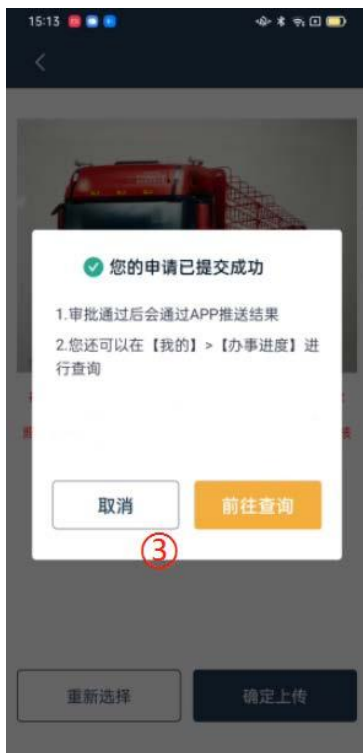 15:13
您的申请已提交成功
1.审批通过后会通过APP推送结果
2.您还可以在【我的】>【办事进度】进
行查询
取消
前往查询
③
重新选择
确定上传